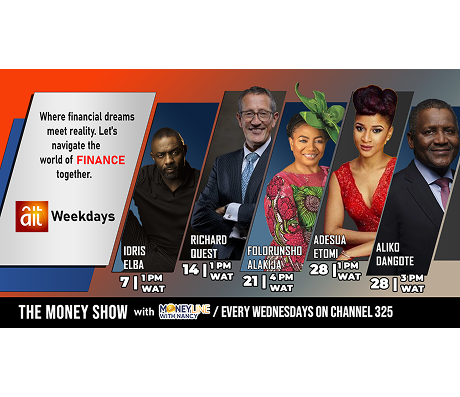 Where financial dreams
meet reality. Let's
navigate the
world of FINANCE
together.
ait Weekdays
IDRIS
ELBA
7 | 1 PM
WAT
RICHARD
QUEST
14 | 1 PM
WAT
FOLORUNSHO
ALAKIJA
21 | 4 PM
WAT
ADESUA
ETOMI
28 | 1 PM
WAT
ALIKO
DANGOTE
28 | 3 PM
WAT
THE MONEY SHOW with MONEYLINE WITH NANCY / EVERY WEDNESDAYS ON CHANNEL 325